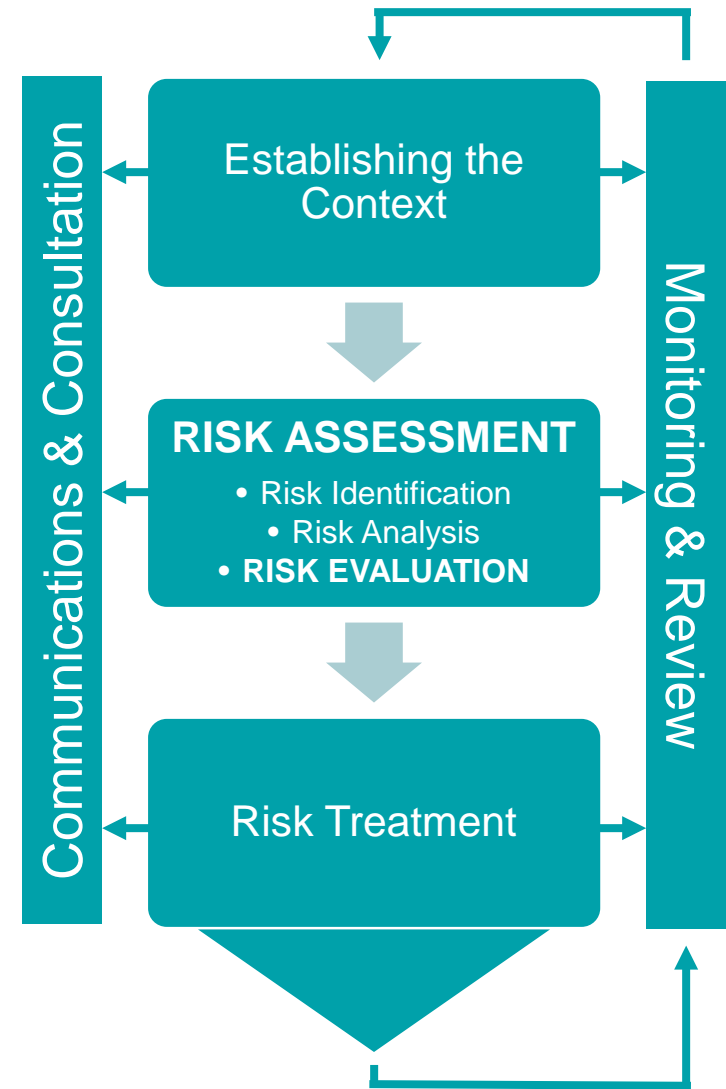 Communications & Consultation
Establishing the
Context
RISK ASSESSMENT
• Risk Identification
• Risk Analysis
• RISK EVALUATION
Risk Treatment
Monitoring & Review